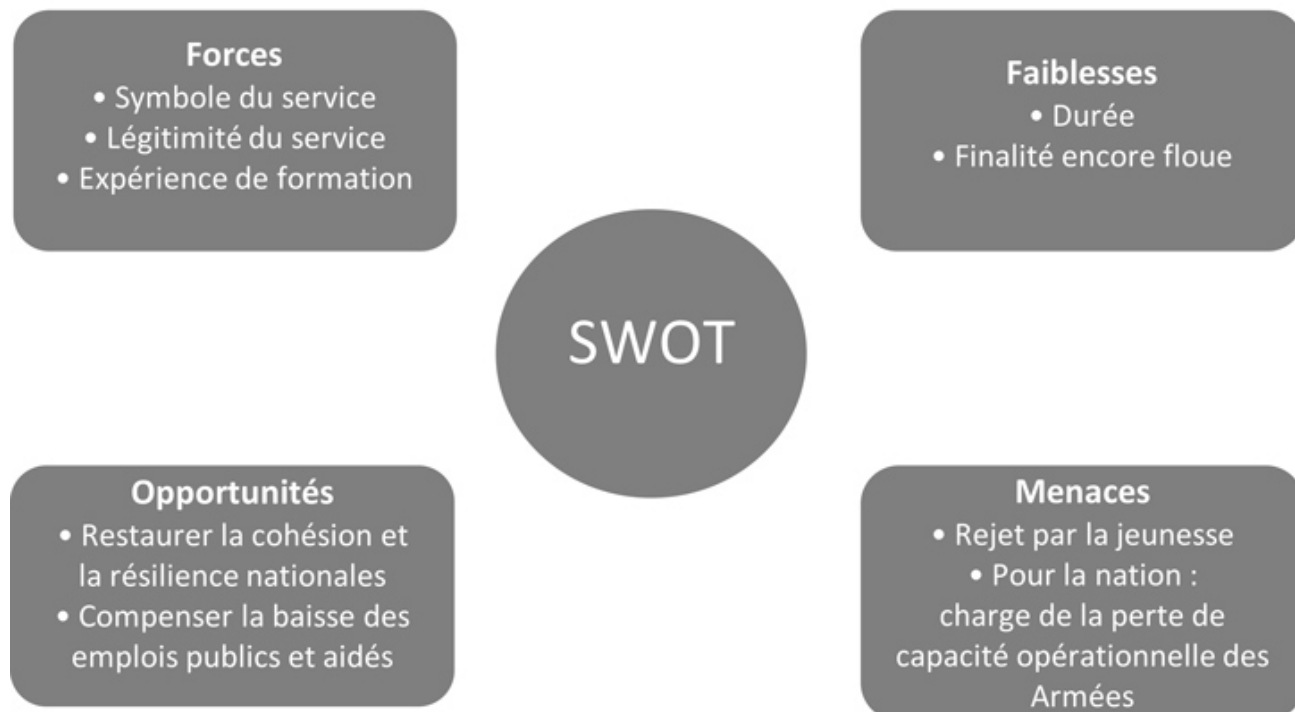 Forces
• Symbole du service
• Légitimité du service
• Expérience de formation
Faiblesses
• Durée
• Finalité encore floue
SWOT
Opportunités
• Restaurer la cohésion et
la résilience nationales
• Compenser la baisse des
emplois publics et aidés
Menaces
• Rejet par la jeunesse
• Pour la nation :
charge de la perte de
capacité opérationnelle des
Armées